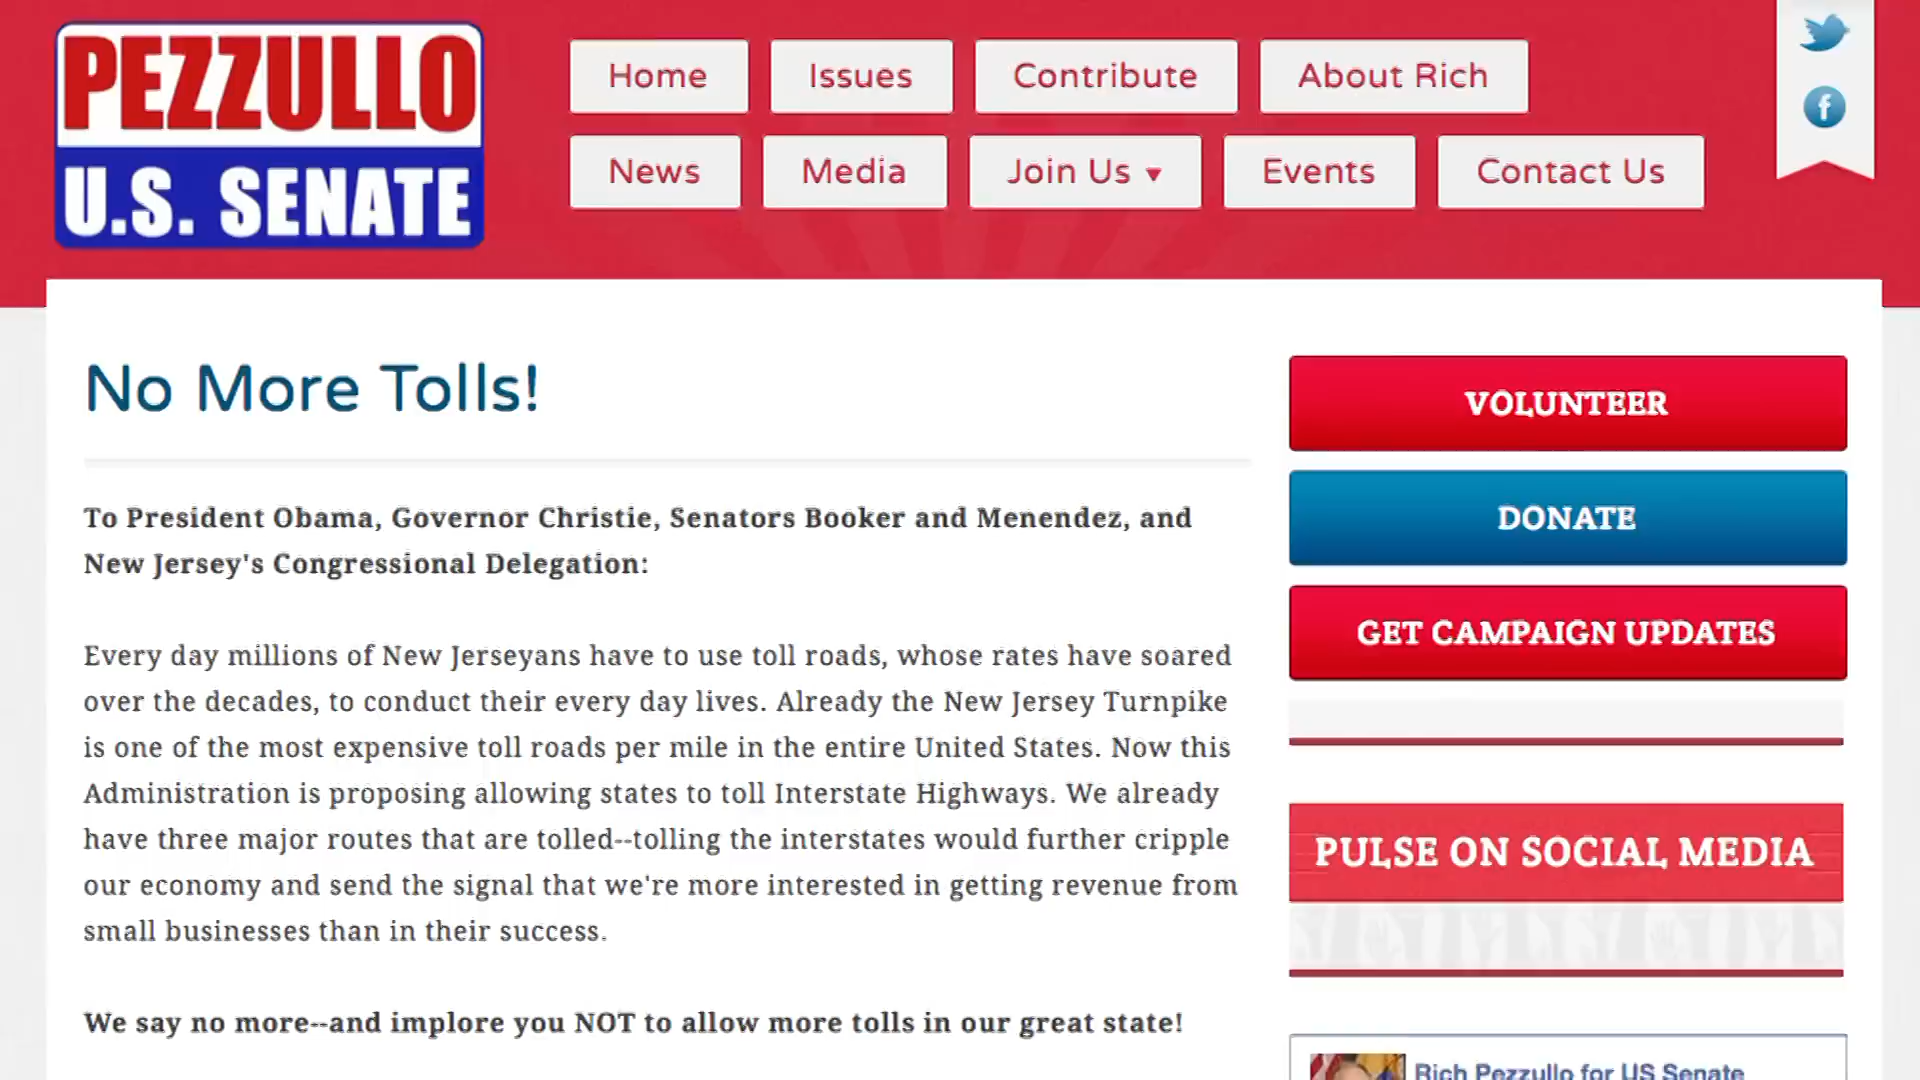 PEZZULLO
U.S. SENATE
Home
Issues
Contribute
About Rich
News
Media
Join Us ▼
Events
Contact Us
f
No More Tolls!
To President Obama, Governor Christie, Senators Booker and Menendez, and
New Jersey's Congressional Delegation:
Every day millions of New Jerseyans have to use toll roads, whose rates have soared
over the decades, to conduct their every day lives. Already the New Jersey Turnpike
is one of the most expensive toll roads per mile in the entire United States. Now this
Administration is proposing allowing states to toll Interstate Highways. We already
have three major routes that are tolled--tolling the interstates would further cripple
our economy and send the signal that we're more interested in getting revenue from
small businesses than in their success.
We say no more--and implore you NOT to allow more tolls in our great state!
VOLUNTEER
DONATE
GET CAMPAIGN UPDATES
PULSE ON SOCIAL MEDIA
Rich Pezzullo for US Senate